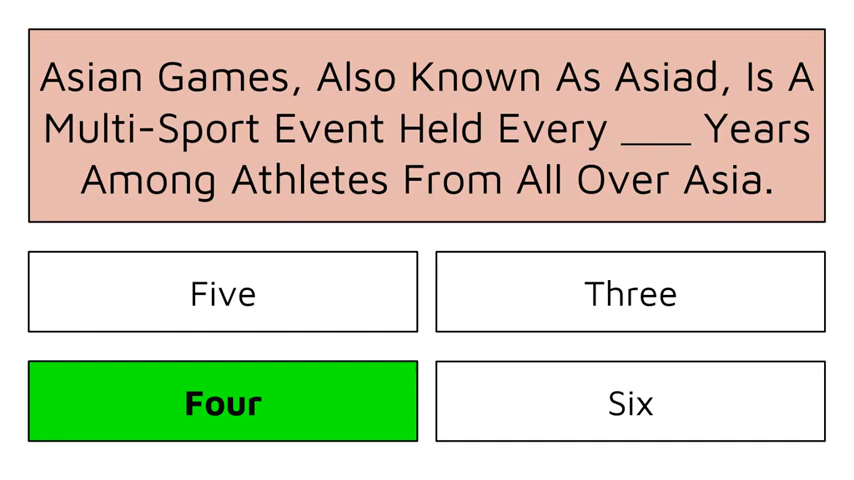 Asian Games, Also Known As Asiad, Is A
Multi-Sport Event Held Every ____ Years
Among Athletes From All Over Asia.
Five
Three
Four
Six